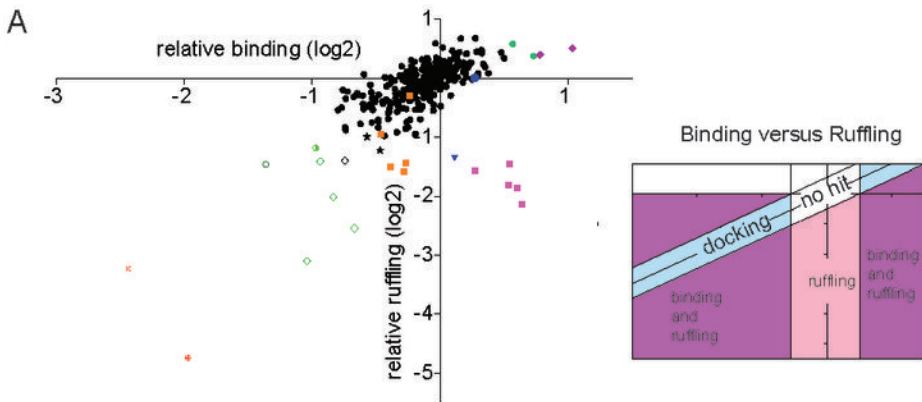 A
relative binding (log2)
1
-3
-2
-1
1
-1
-2
-3
-4
-5
relative ruffling (log2)
Binding versus Ruffling
docking
no hit
binding
and
ruffling
ruffling
binding
and
ruffling